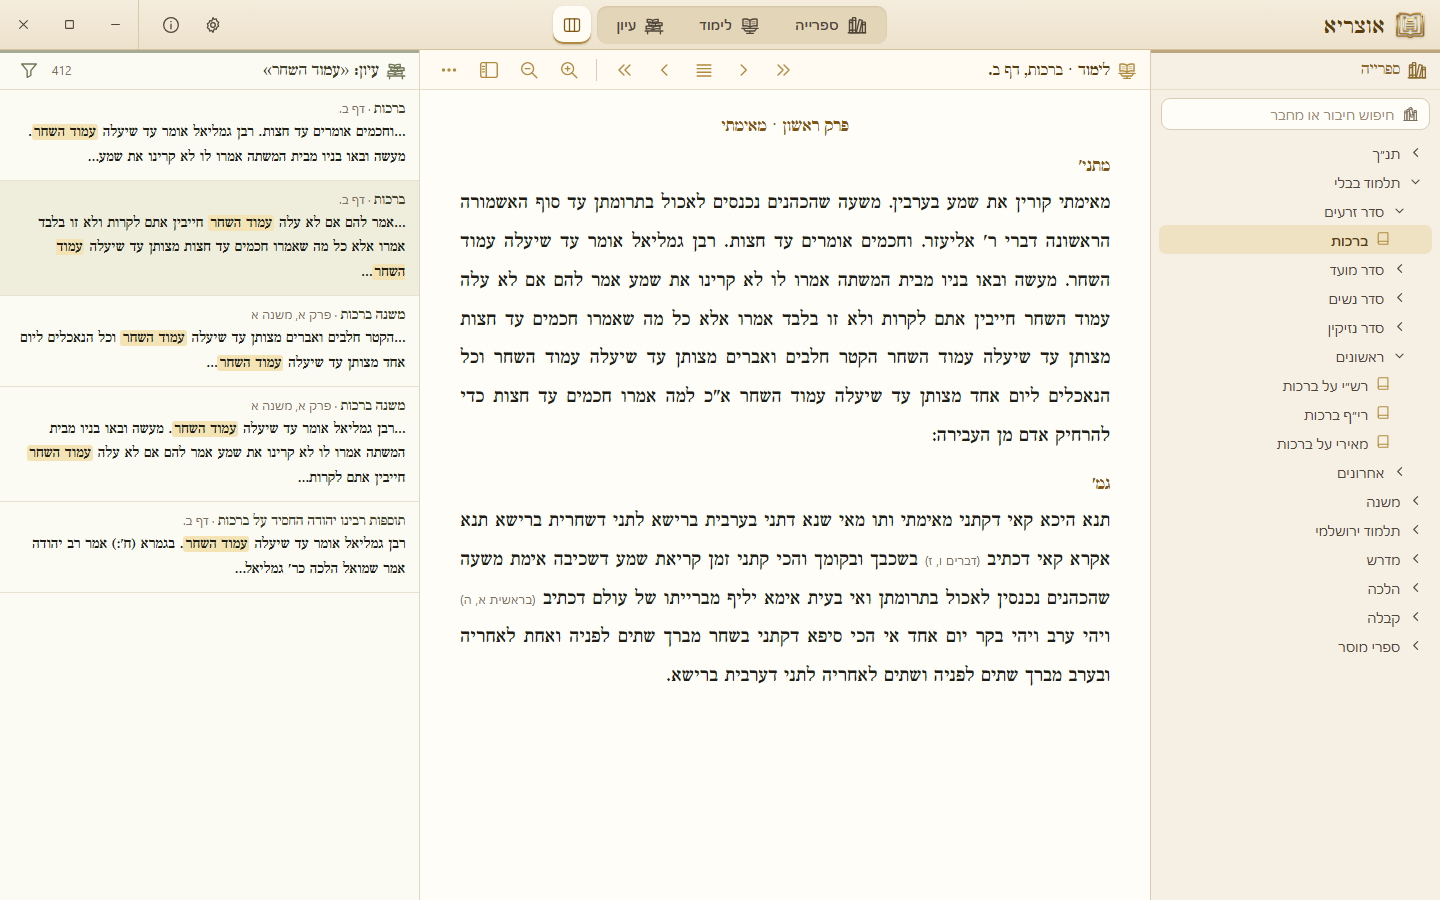 אוצריא
ספרייה
לימוד
עיון
ספרייה
חיפוש חיבור או מחבר
תנ״ך
תלמוד בבלי
סדר זרעים
ברכות
סדר מועד
סדר נשים
סדר נזיקין
ראשונים
רש״י על ברכות
רי״ף ברכות
מאירי על ברכות
אחרונים
משנה
תלמוד ירושלמי
מדרש
הלכה
קבלה
ספרי מוסר
לימוד · ברכות, דף ב.
פרק ראשון · מאימתי
מתני׳
מאימתי קורין את שמע בערבין. משעה שהכהנים נכנסים לאכול בתרומתן עד סוף האשמורה
הראשונה דברי ר׳ אליעזר. וחכמים אומרים עד חצות. רבן גמליאל אומר עד שיעלה עמוד
השחר. מעשה ובאו בניו מבית המשתה אמרו לו לא קרינו את שמע אמר להם אם לא עלה
עמוד השחר חייבין אתם לקרות ולא זו בלבד אמרו אלא כל מה שאמרו חכמים עד חצות
מצותן עד שיעלה עמוד השחר הקטר חלבים ואברים מצותן עד שיעלה עמוד השחר וכל
הנאכלים ליום אחד מצותן עד שיעלה עמוד השחר א״כ למה אמרו חכמים עד חצות כדי
להרחיק אדם מן העבירה:
גמ׳
תנא היכא קאי דקתני מאימתי ותו מאי שנא דתני בערבית ברישא לתני דשחרית ברישא תנא
אקרא קאי דכתיב (דברים ו, ז) בשכבך ובקומך והכי קתני זמן קריאת שמע דשכיבה אימת משעה
שהכהנים נכנסין לאכול בתרומתן ואי בעית אימא יליף מברייתו של עולם דכתיב (בראשית א, ה)
ויהי ערב ויהי בקר יום אחד אי הכי סיפא דקתני בשחר מברך שתים לפניה ואחת לאחריה
ובערב מברך שתים לפניה ושתים לאחריה לתני דערבית ברישא.
עיון: «עמוד השחר»
412
ברכות · דף ב.
...וחכמים אומרים עד חצות. רבן גמליאל אומר עד שיעלה עמוד השחר.
מעשה ובאו בניו מבית המשתה אמרו לו לא קרינו את שמע...
ברכות · דף ב.
...אמר להם אם לא עלה עמוד השחר חייבין אתם לקרות ולא זו בלבד
אמרו אלא כל מה שאמרו חכמים עד חצות מצותן עד שיעלה עמוד
השחר...
משנה ברכות · פרק א, משנה א
...הקטר חלבים ואברים מצותן עד שיעלה עמוד השחר וכל הנאכלים ליום
אחד מצותן עד שיעלה עמוד השחר...
משנה ברכות · פרק א, משנה א
...רבן גמליאל אומר עד שיעלה עמוד השחר. מעשה ובאו בניו מבית
המשתה אמרו לו לא קרינו את שמע אמר להם אם לא עלה עמוד השחר
חייבין אתם לקרות...
תוספות רבינו יהודה החסיד על ברכות · דף ב.
רבן גמליאל אומר עד שיעלה עמוד השחר. בגמרא (ח׳:) אמר רב יהודה
אמר שמואל הלכה כר׳ גמליאל...